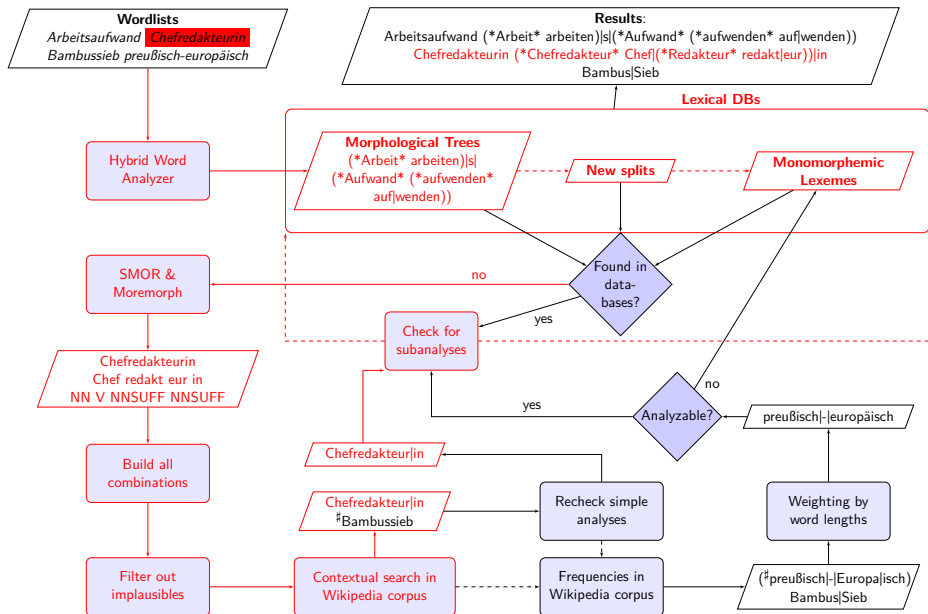 Wordlists
Arbeitsaufwand Chefredakteurin
Bambussieb preußisch-europäisch
Results:
Arbeitsaufwand (*Arbeit* arbeiten)|s|(*Aufwand* (*aufwenden* auf|wenden))
Chefredakteurin (*Chefredakteur* Chef|(*Redakteur* redakt|eur))|in
Bambus|Sieb
Lexical DBs
Hybrid Word
Analyzer
Morphological Trees
(*Arbeit* arbeiten)|s|
(*Aufwand* (*aufwenden*
auf|wenden))
New splits
Monomorphemic
Lexemes
SMOR &
Moremorph
no
Found in
data-
bases?
yes
Check for
subanalyses
Chefredakteurin
Chef redakt eur in
NN V NNSUFF NNSUFF
no
yes
Analyzable?
preußisch|-|europäisch
Build all
combinations
Chefredakteur|in
Chefredakteur|in
♯Bambussieb
Recheck simple
analyses
Weighting by
word lengths
Filter out
implausibles
Contextual search in
Wikipedia corpus
Frequencies in
Wikipedia corpus
(♯preußisch|-|Europa|isch)
Bambus|Sieb